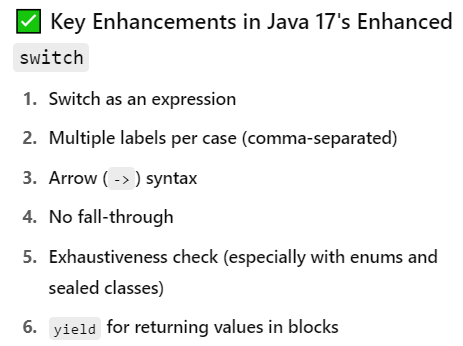 ✅ Key Enhancements in Java 17's Enhanced
switch
1. Switch as an expression
2. Multiple labels per case (comma-separated)
3. Arrow ( -> ) syntax
4. No fall-through
5. Exhaustiveness check (especially with enums and
sealed classes)
6. yield for returning values in blocks